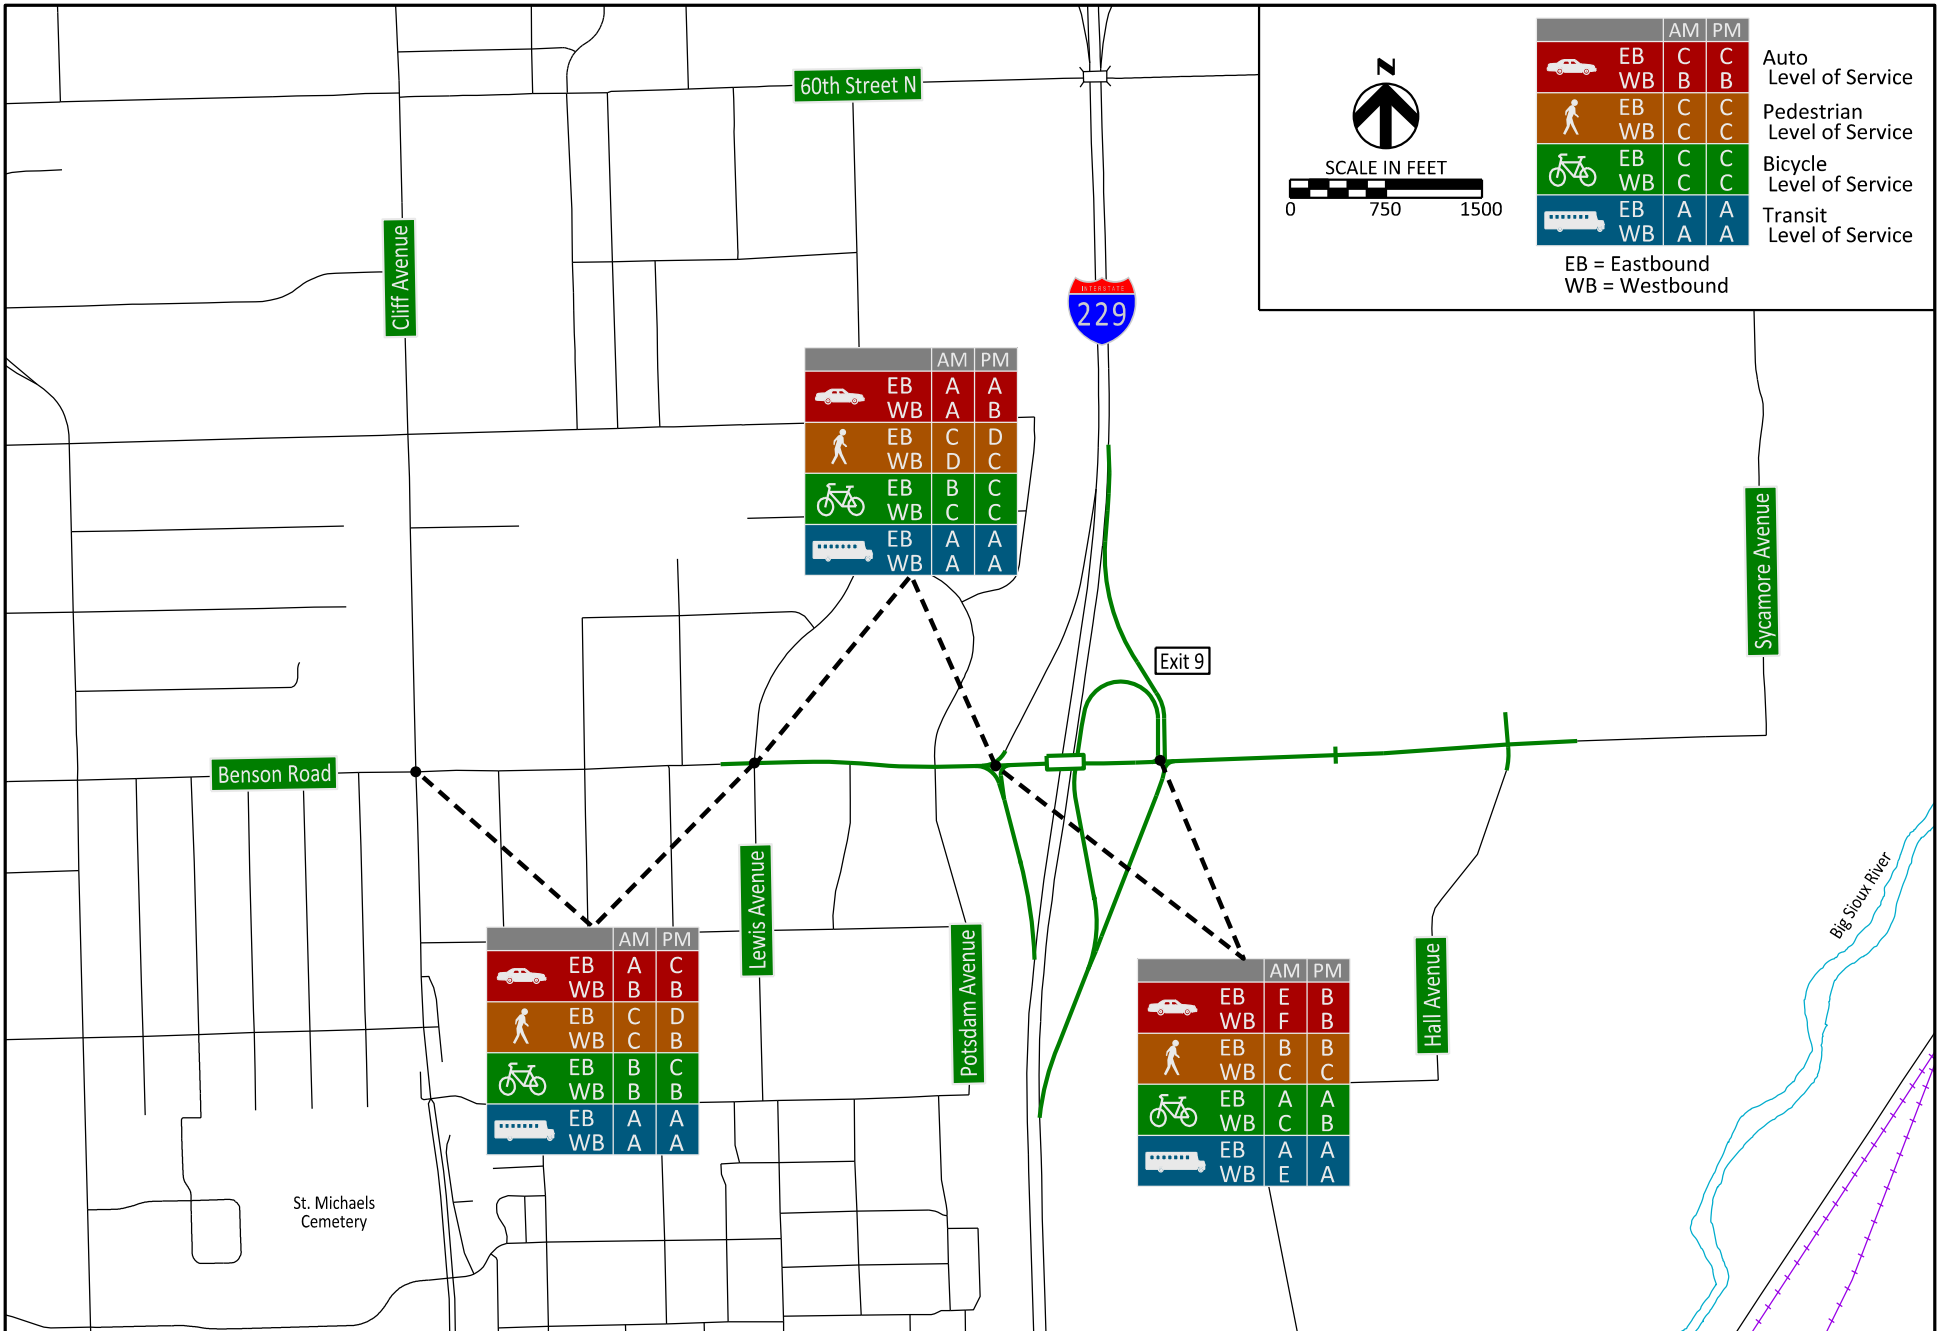 60th Street N
N
SCALE IN FEET
0 750 1500
AM PM
EB C C
WB B B
Auto
Level of Service
EB C C
WB C C
Pedestrian
Level of Service
EB C C
WB C C
Bicycle
Level of Service
EB A A
WB A A
Transit
Level of Service
EB = Eastbound
WB = Westbound
Cliff Avenue
INTERSTATE
229
AM PM
EB A A
WB A B
EB C D
WB D C
EB B C
WB C C
EB A A
WB A A
Sycamore Avenue
Exit 9
Benson Road
Lewis Avenue
Potsdam Avenue
Hall Avenue
Big Sioux River
AM PM
EB A C
WB B B
EB C D
WB C B
EB B C
WB B B
EB A A
WB A A
AM PM
EB E B
WB F B
EB B B
WB C C
EB A A
WB C B
EB A A
WB E A
St. Michaels
Cemetery